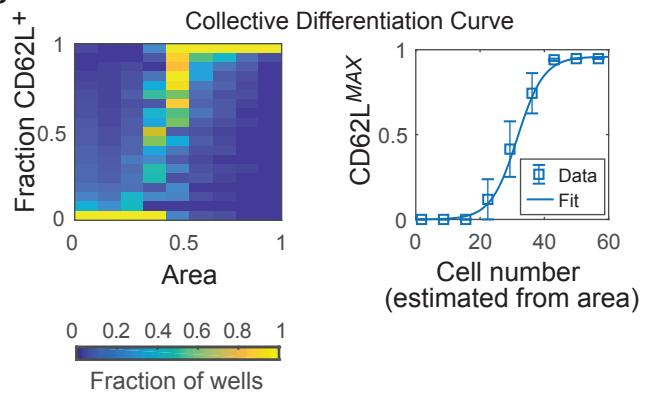 Collective Differentiation Curve
Fraction CD62L+
1
0.5
0
0 0.5 1
Area
0 0.2 0.4 0.6 0.8 1
Fraction of wells
CD62L^MAX
1
0.5
0
0 20 40 60
Data
Fit
Cell number
(estimated from area)